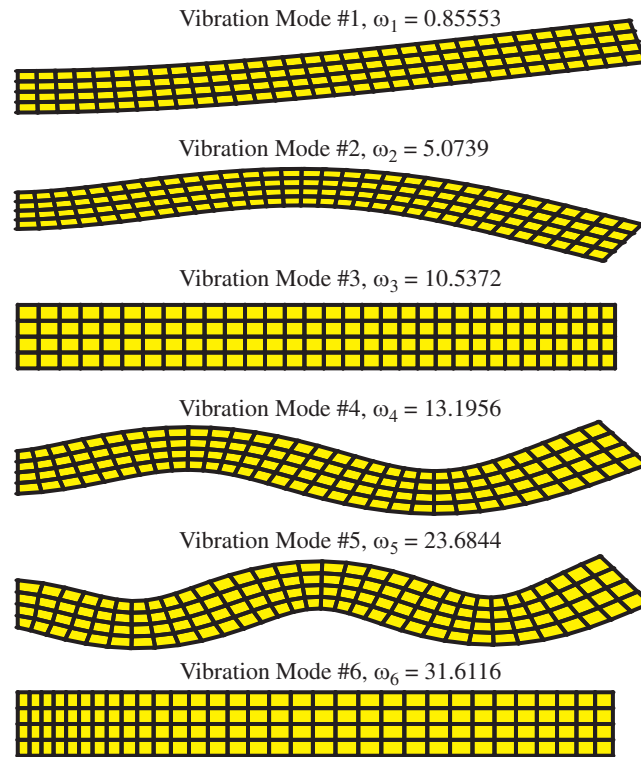 Vibration Mode #1, ω₁ = 0.85553
Vibration Mode #2, ω₂ = 5.0739
Vibration Mode #3, ω₃ = 10.5372
Vibration Mode #4, ω₄ = 13.1956
Vibration Mode #5, ω₅ = 23.6844
Vibration Mode #6, ω₆ = 31.6116